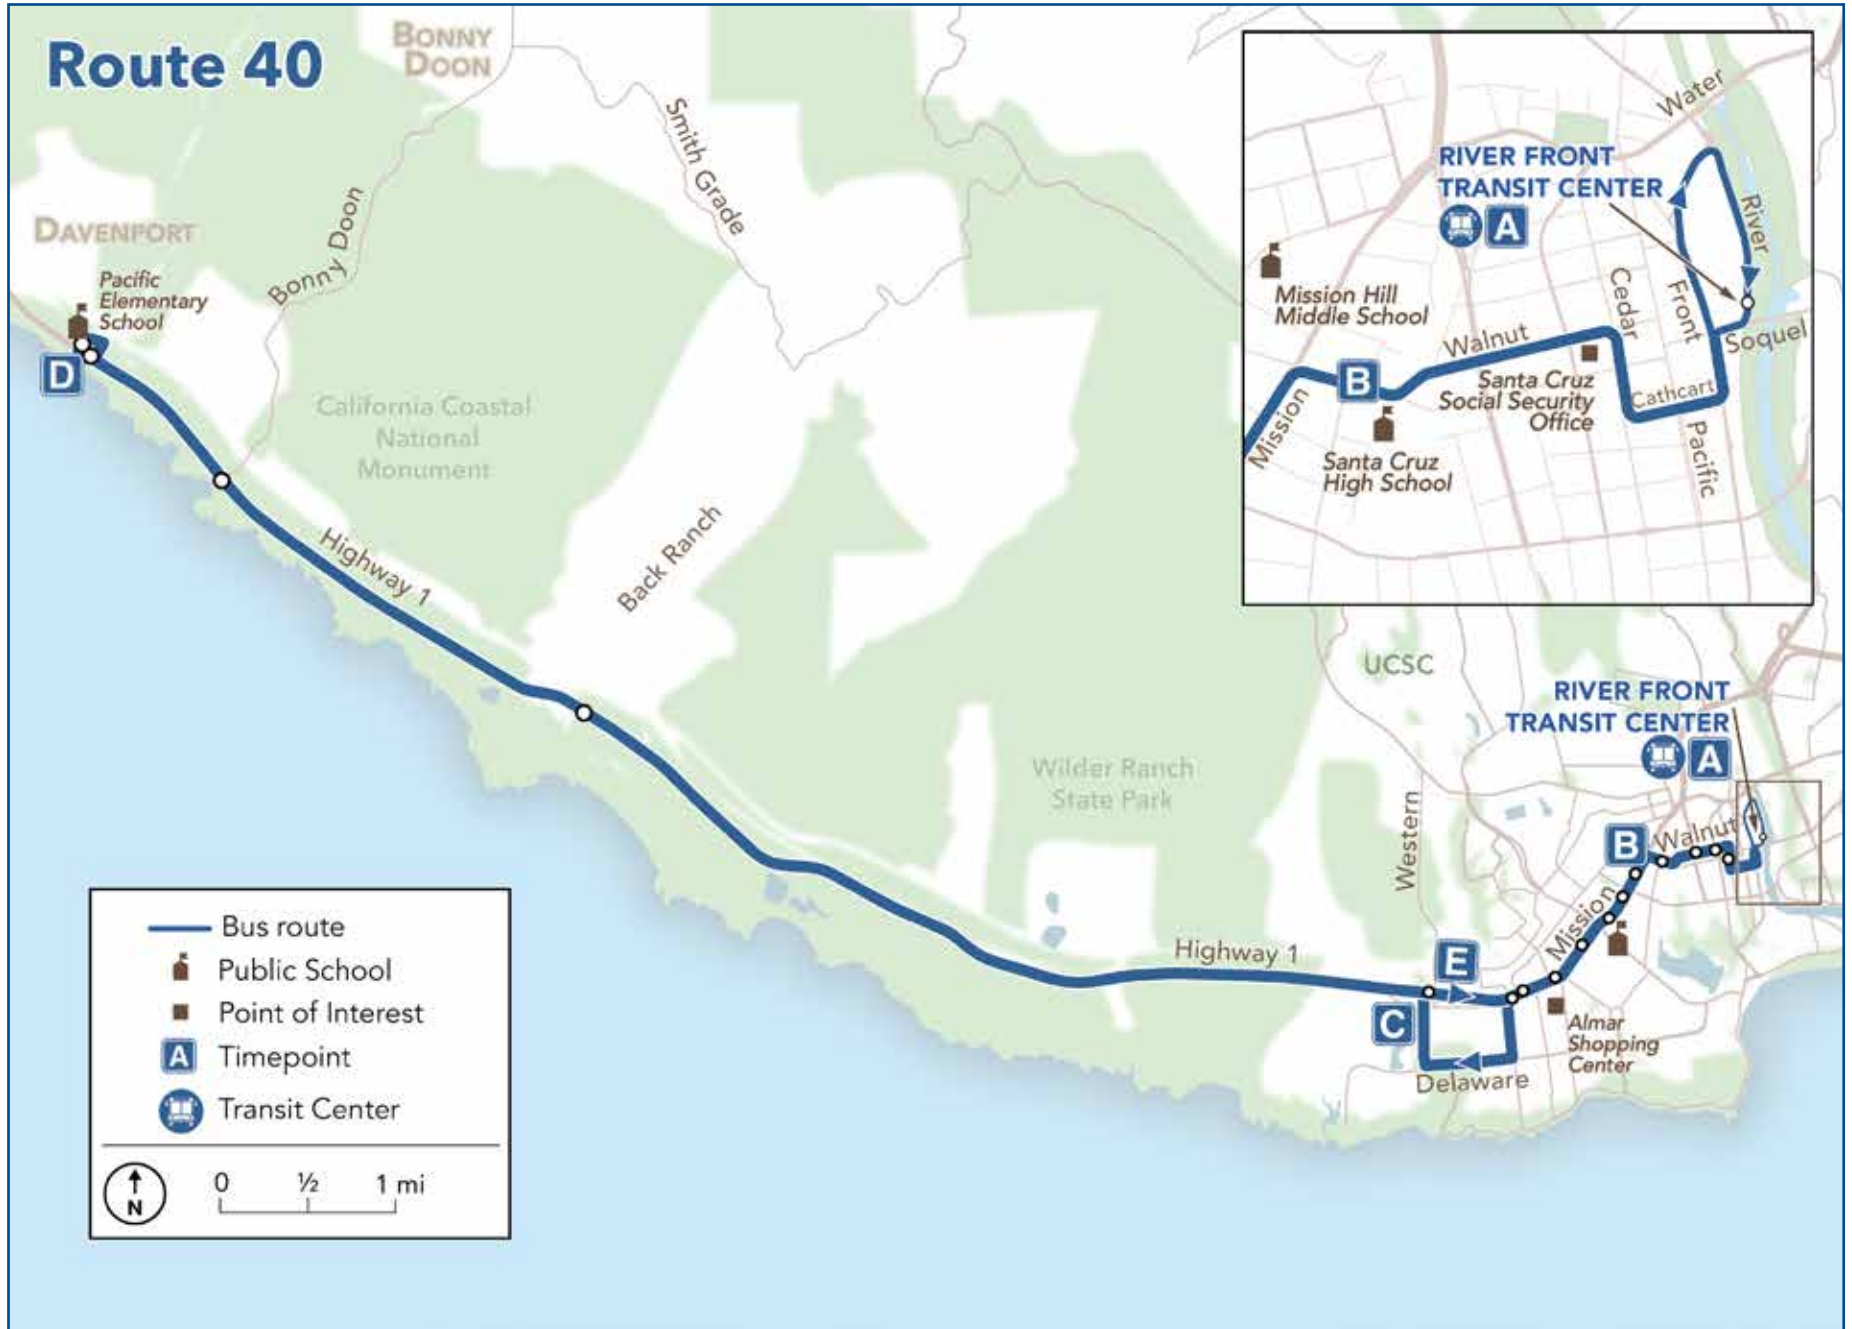 Route 40
BONNY
DOON
Smith Grade
Bonny Doon
DAVENPORT
Pacific
Elementary
School
D
California Coastal
National
Monument
Highway 1
Back Ranch
Water
RIVER FRONT
TRANSIT CENTER
A
River
Mission Hill
Middle School
Cedar
Front
Soquel
Walnut
B
Santa Cruz
Social Security
Office
Cathcart
Mission
Santa Cruz
High School
Pacific
UCSC
RIVER FRONT
TRANSIT CENTER
A
Wilder Ranch
State Park
Western
B
Walnut
Mission
Highway 1
E
C
Almar
Shopping
Center
Delaware
Bus route
Public School
Point of Interest
A
Timepoint
Transit Center
N
0 ½ 1 mi